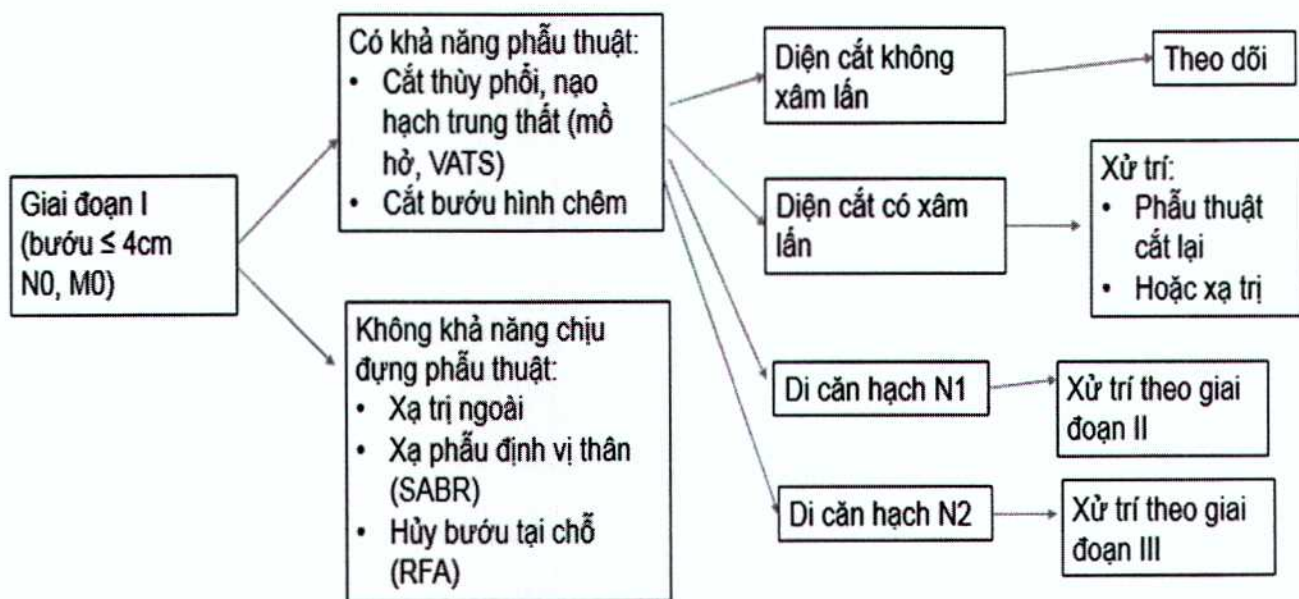 Giai đoạn I
(bướu ≤ 4cm
N0, M0)
Có khả năng phẫu thuật:
• Cắt thùy phổi, nạo
hạch trung thất (mổ
hở, VATS)
• Cắt bướu hình chêm
Không khả năng chịu
đựng phẫu thuật:
• Xạ trị ngoài
• Xạ phẫu định vị thân
(SABR)
• Hủy bướu tại chỗ
(RFA)
Diện cắt không
xâm lấn
Theo dõi
Diện cắt có xâm
lấn
Xử trí:
• Phẫu thuật
cắt lại
• Hoặc xạ trị
Di căn hạch N1
Xử trí theo giai
đoạn II
Di căn hạch N2
Xử trí theo giai
đoạn III